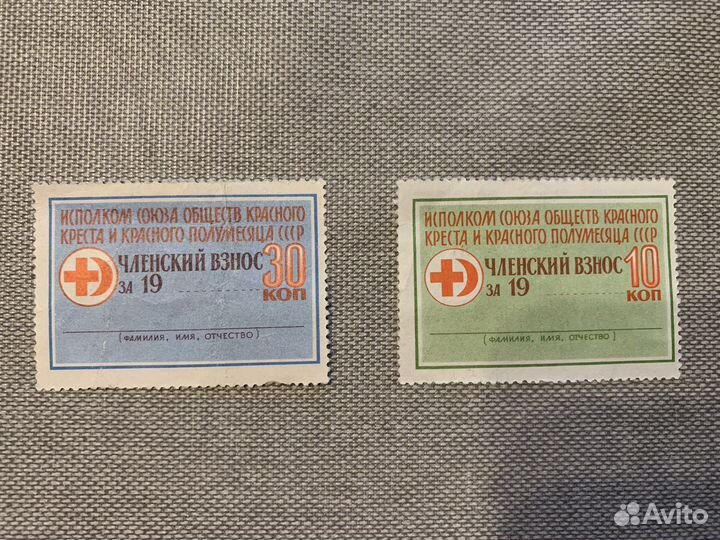 ИСПОЛКОМ СОЮЗА ОБЩЕСТВ КРАСНОГО
КРЕСТА И КРАСНОГО ПОЛУМЕСЯЦА СССР
ЧЛЕНСКИЙ ВЗНОС 30
ЗА 19 КОП
(ФАМИЛИЯ, ИМЯ, ОТЧЕСТВО)
ИСПОЛКОМ СОЮЗА ОБЩЕСТВ КРАСНОГО
КРЕСТА И КРАСНОГО ПОЛУМЕСЯЦА СССР
ЧЛЕНСКИЙ ВЗНОС 10
ЗА 19 КОП
(ФАМИЛИЯ, ИМЯ, ОТЧЕСТВО)
Avito